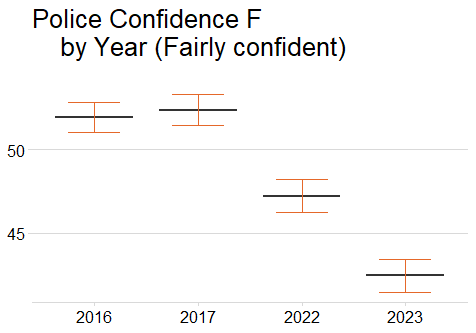 Police Confidence F
by Year (Fairly confident)
50
45
2016 2017 2022 2023